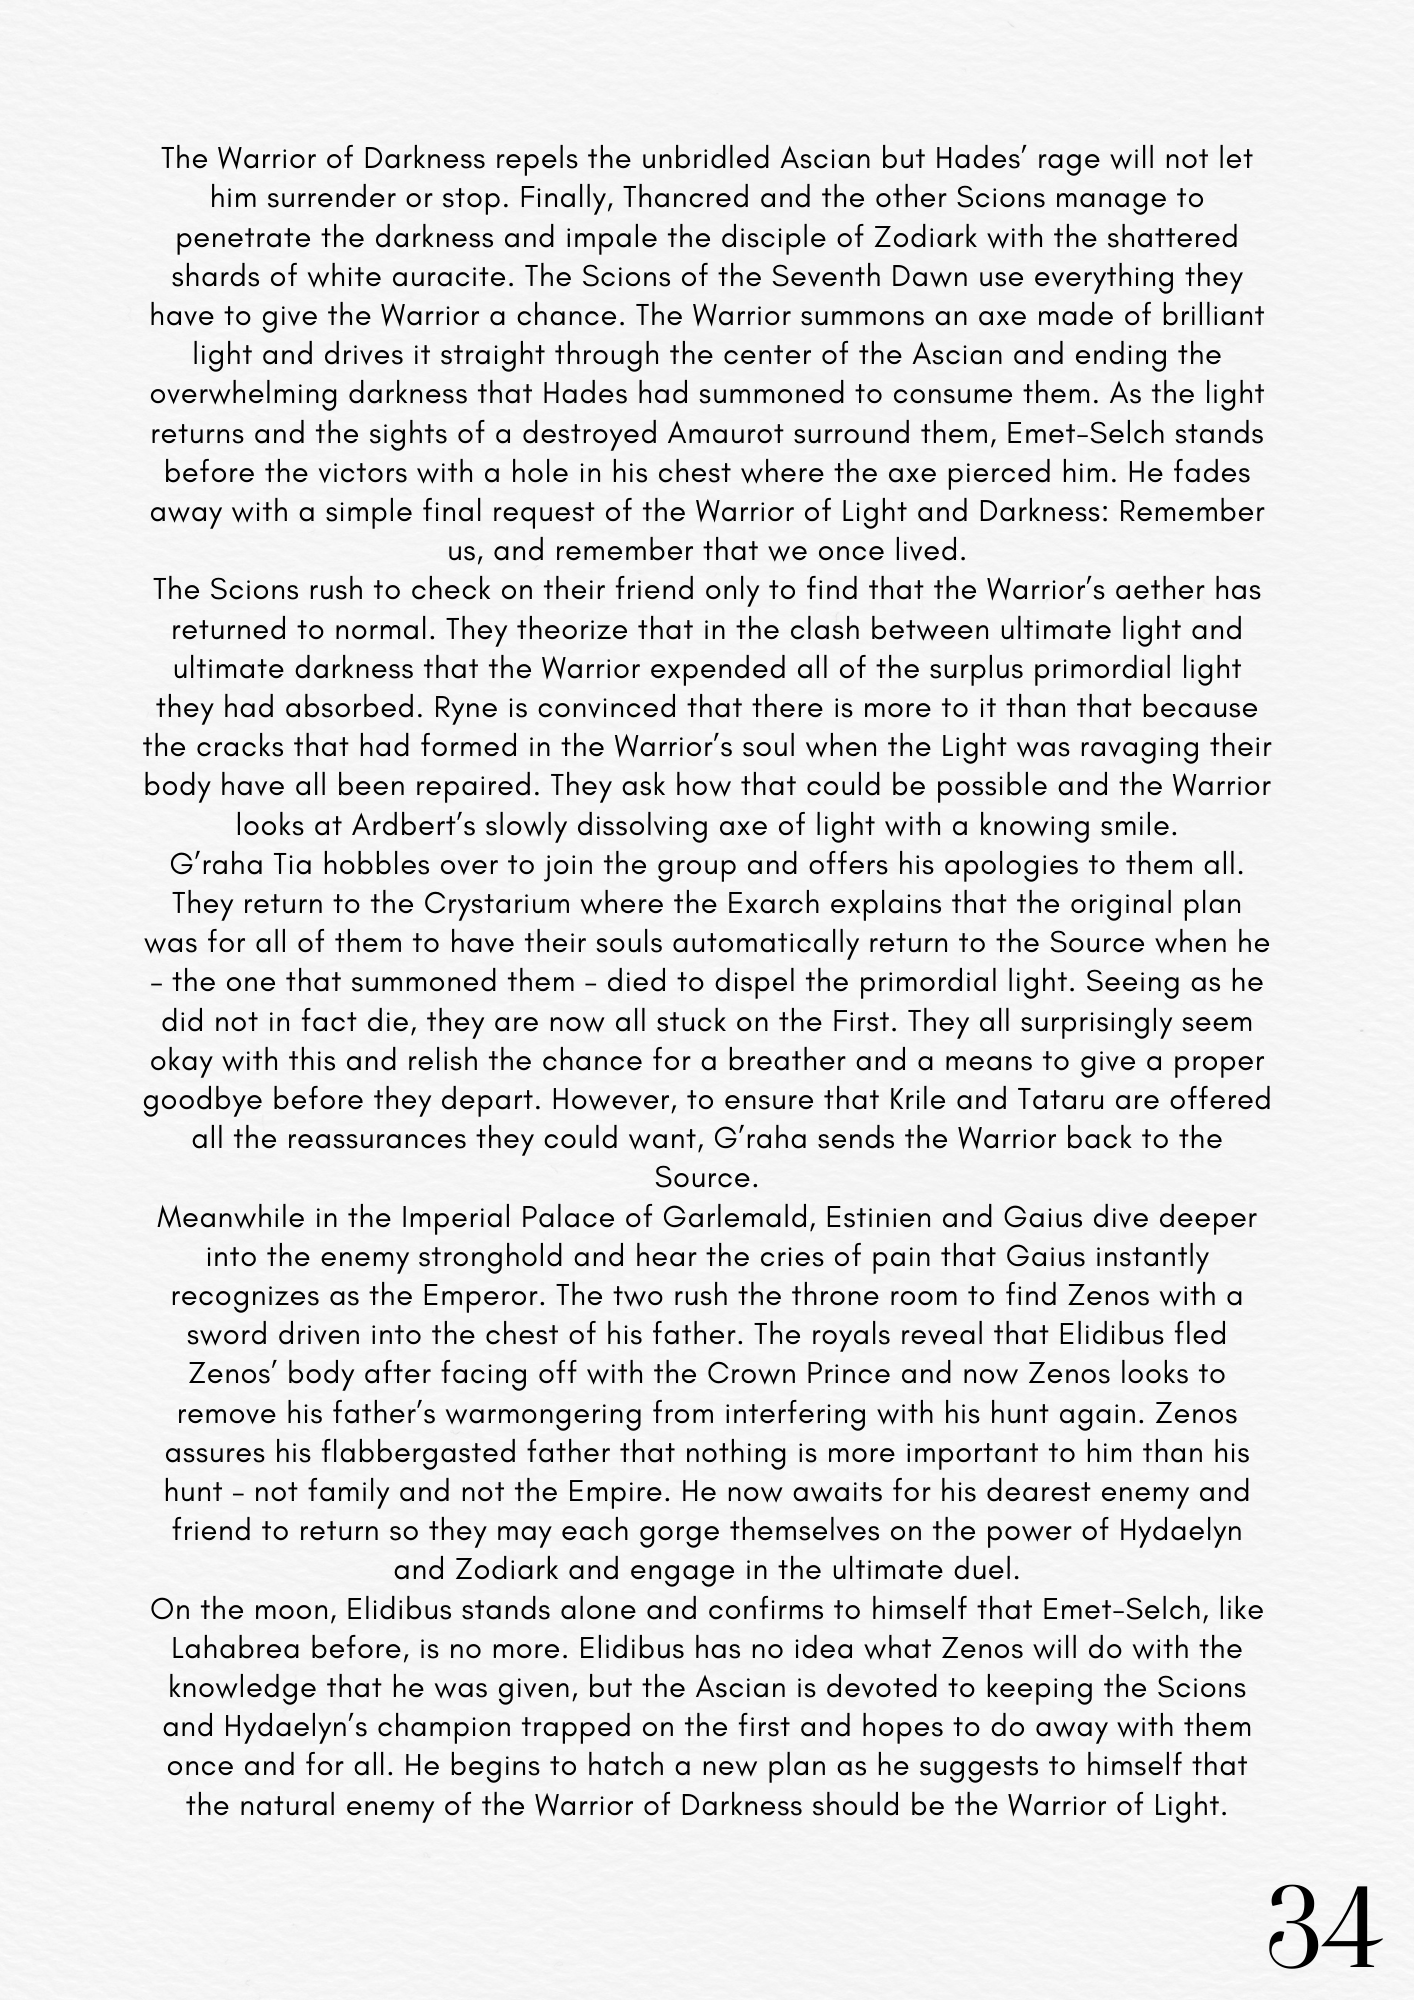 The Warrior of Darkness repels the unbridled Ascian but Hades’ rage will not let
him surrender or stop. Finally, Thancred and the other Scions manage to
penetrate the darkness and impale the disciple of Zodiark with the shattered
shards of white auracite. The Scions of the Seventh Dawn use everything they
have to give the Warrior a chance. The Warrior summons an axe made of brilliant
light and drives it straight through the center of the Ascian and ending the
overwhelming darkness that Hades had summoned to consume them. As the light
returns and the sights of a destroyed Amaurot surround them, Emet-Selch stands
before the victors with a hole in his chest where the axe pierced him. He fades
away with a simple final request of the Warrior of Light and Darkness: Remember
us, and remember that we once lived.
The Scions rush to check on their friend only to find that the Warrior’s aether has
returned to normal. They theorize that in the clash between ultimate light and
ultimate darkness that the Warrior expended all of the surplus primordial light
they had absorbed. Ryne is convinced that there is more to it than that because
the cracks that had formed in the Warrior’s soul when the Light was ravaging their
body have all been repaired. They ask how that could be possible and the Warrior
looks at Ardbert’s slowly dissolving axe of light with a knowing smile.
G’raha Tia hobbles over to join the group and offers his apologies to them all.
They return to the Crystarium where the Exarch explains that the original plan
was for all of them to have their souls automatically return to the Source when he
– the one that summoned them – died to dispel the primordial light. Seeing as he
did not in fact die, they are now all stuck on the First. They all surprisingly seem
okay with this and relish the chance for a breather and a means to give a proper
goodbye before they depart. However, to ensure that Krile and Tataru are offered
all the reassurances they could want, G’raha sends the Warrior back to the
Source.
Meanwhile in the Imperial Palace of Garlemald, Estinien and Gaius dive deeper
into the enemy stronghold and hear the cries of pain that Gaius instantly
recognizes as the Emperor. The two rush the throne room to find Zenos with a
sword driven into the chest of his father. The royals reveal that Elidibus fled
Zenos’ body after facing off with the Crown Prince and now Zenos looks to
remove his father’s warmongering from interfering with his hunt again. Zenos
assures his flabbergasted father that nothing is more important to him than his
hunt – not family and not the Empire. He now awaits for his dearest enemy and
friend to return so they may each gorge themselves on the power of Hydaelyn
and Zodiark and engage in the ultimate duel.
On the moon, Elidibus stands alone and confirms to himself that Emet-Selch, like
Lahabrea before, is no more. Elidibus has no idea what Zenos will do with the
knowledge that he was given, but the Ascian is devoted to keeping the Scions
and Hydaelyn’s champion trapped on the first and hopes to do away with them
once and for all. He begins to hatch a new plan as he suggests to himself that
the natural enemy of the Warrior of Darkness should be the Warrior of Light.
34